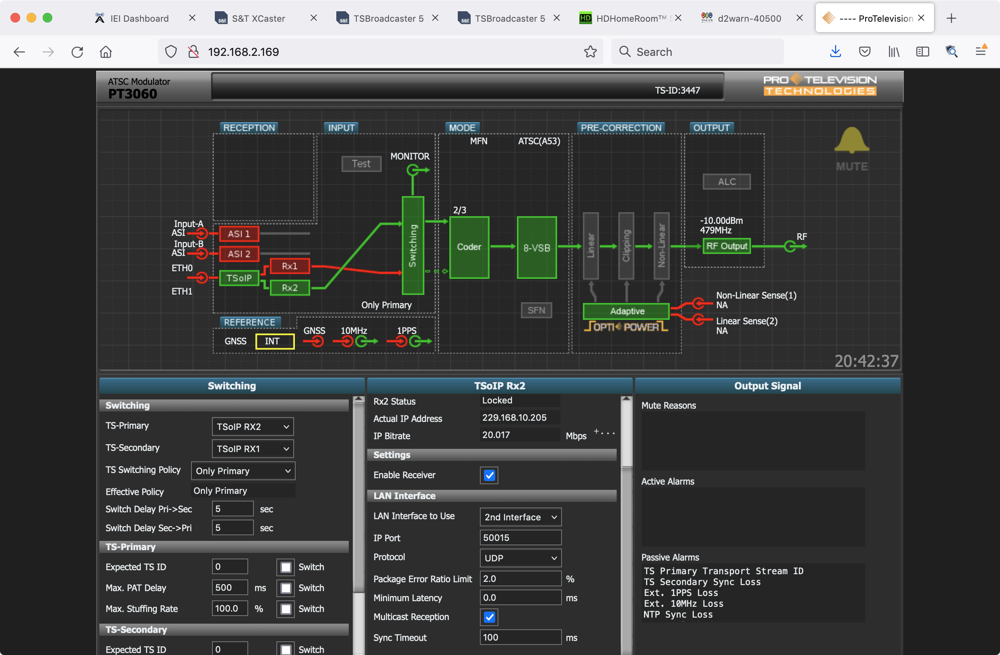 IEI Dashboard
S&T XCaster
TSBroadcaster 5
TSBroadcaster 5
HDHomeRoom™
d2warn-40500
---- ProTelevision
192.168.2.169
Search
ATSC Modulator
PT3060
TS-ID:3447
PRO TELEVISION
TECHNOLOGIES
RECEPTION
INPUT
MODE
PRE-CORRECTION
OUTPUT
MFN
ATSC(A53)
MONITOR
Test
MUTE
ALC
2/3
-10.00dBm
479MHz
Input-A
ASI
ASI 1
Input-B
ASI
ASI 2
ETH0
Rx1
TSoIP
Rx2
ETH1
Switching
Coder
8-VSB
Linear
Clipping
Non-Linear
RF Output
RF
Only Primary
SFN
Adaptive
OPTI POWER
Non-Linear Sense(1)
NA
Linear Sense(2)
NA
REFERENCE
GNSS
INT
GNSS
10MHz
1PPS
20:42:37
Switching
Switching
TS-Primary
TSoIP RX2
TS-Secondary
TSoIP RX1
TS Switching Policy
Only Primary
Effective Policy
Only Primary
Switch Delay Pri->Sec
5
sec
Switch Delay Sec->Pri
5
sec
TS-Primary
Expected TS ID
0
Switch
Max. PAT Delay
500
ms
Switch
Max. Stuffing Rate
100.0
%
Switch
TS-Secondary
Expected TS ID
0
Switch
TSoIP Rx2
Rx2 Status
Locked
Actual IP Address
229.168.10.205
IP Bitrate
20.017
Mbps
+...
Settings
Enable Receiver
LAN Interface
LAN Interface to Use
2nd Interface
IP Port
50015
Protocol
UDP
Package Error Ratio Limit
2.0
%
Minimum Latency
0.0
ms
Multicast Reception
Sync Timeout
100
ms
Output Signal
Mute Reasons
Active Alarms
Passive Alarms
TS Primary Transport Stream ID
TS Secondary Sync Loss
Ext. 1PPS Loss
Ext. 10MHz Loss
NTP Sync Loss